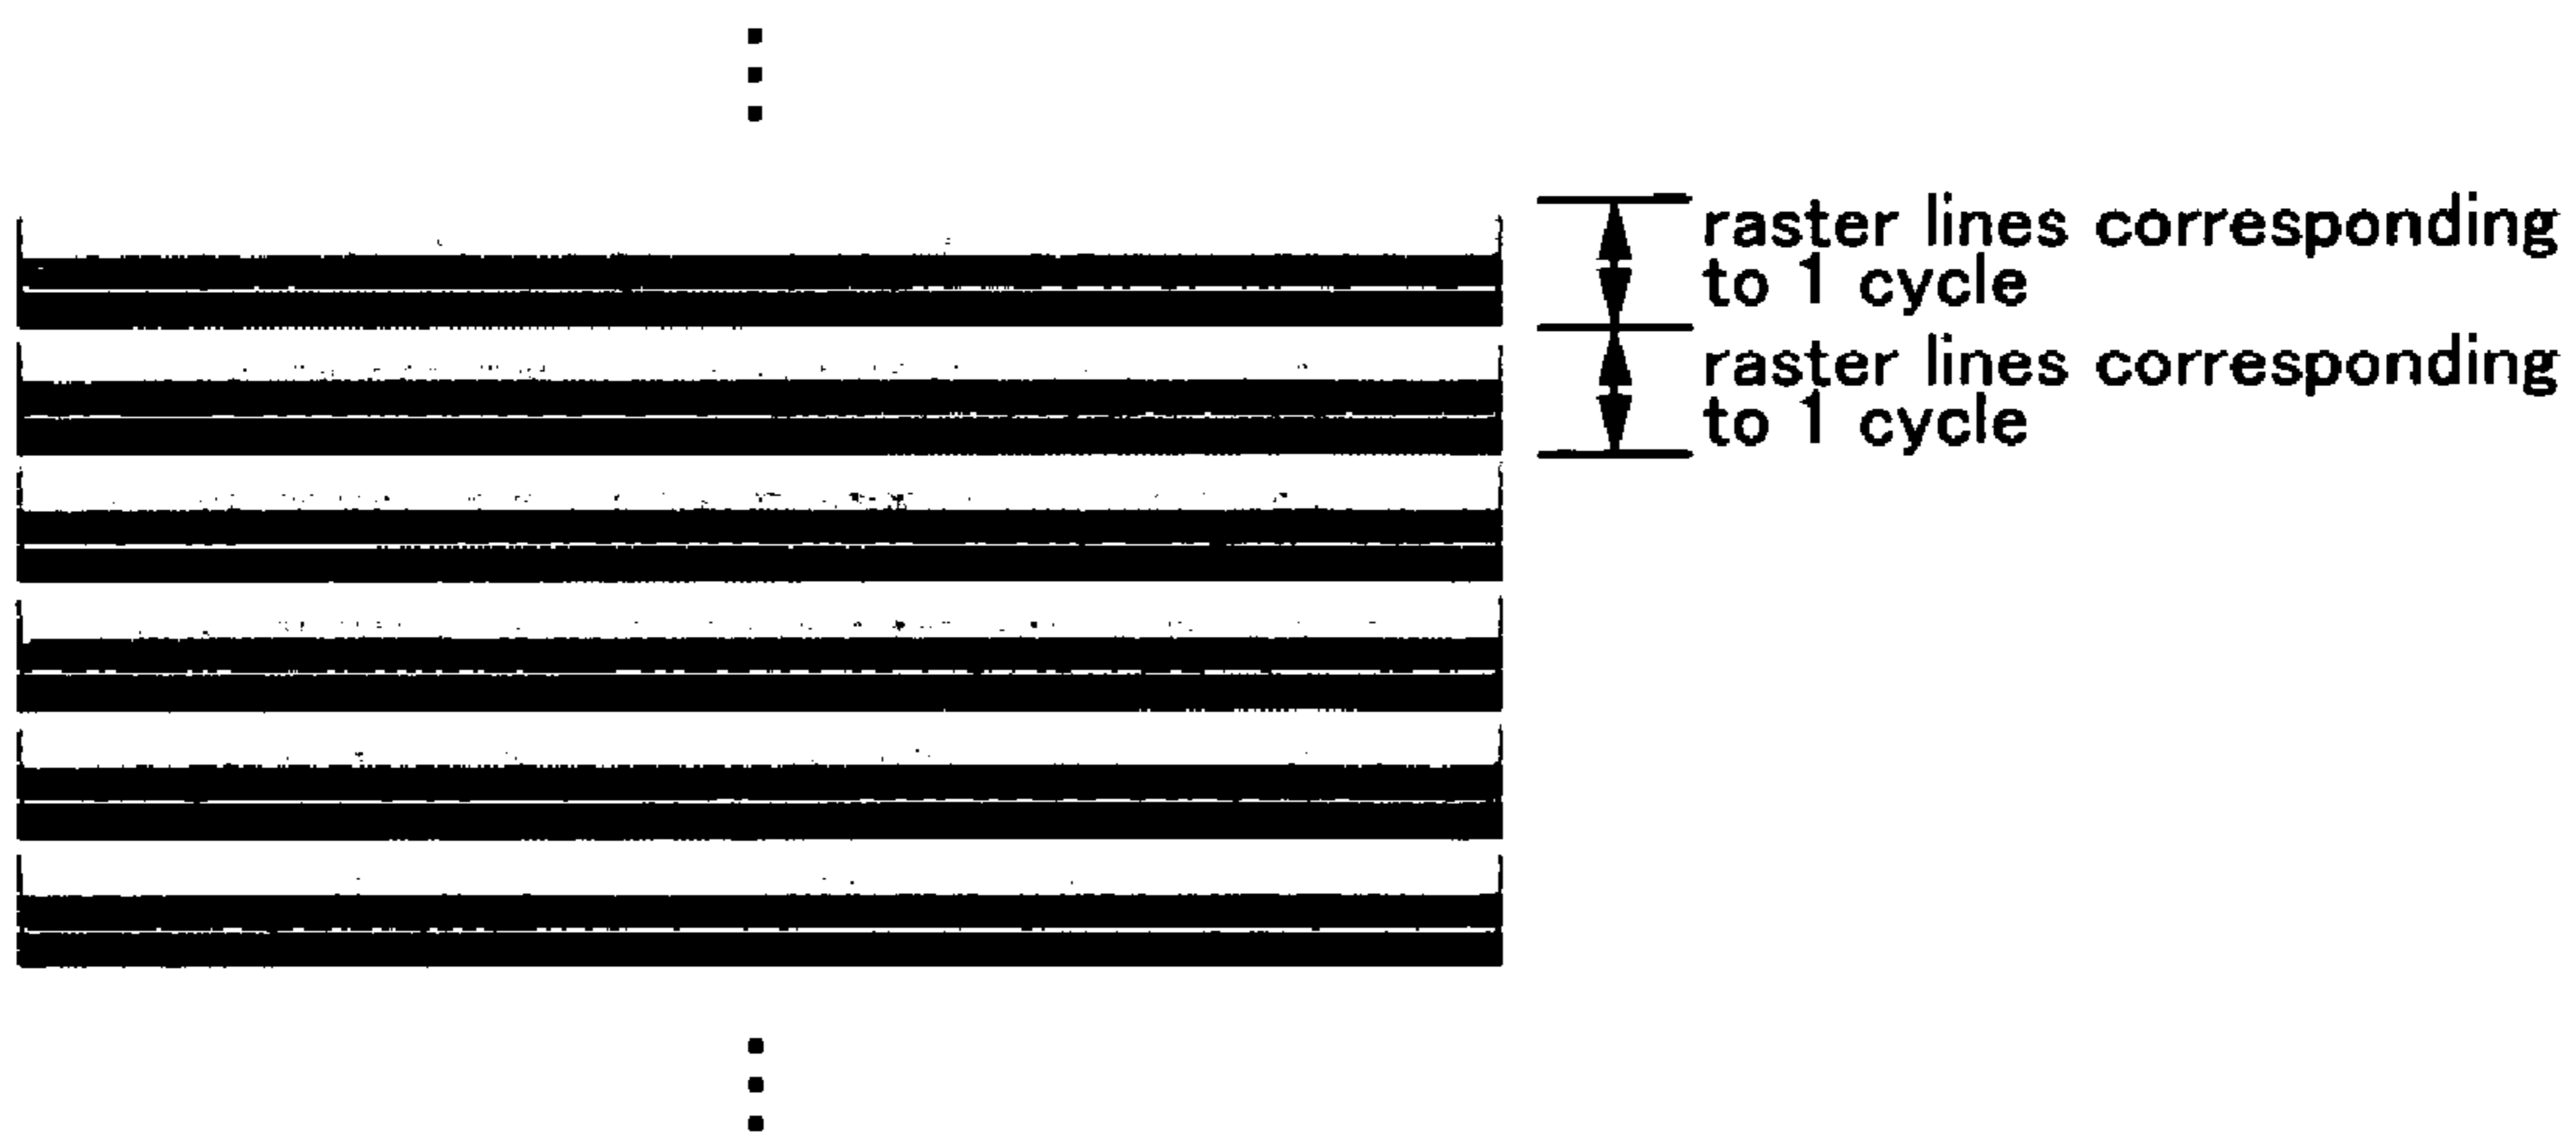 raster lines corresponding
to 1 cycle
raster lines corresponding
to 1 cycle